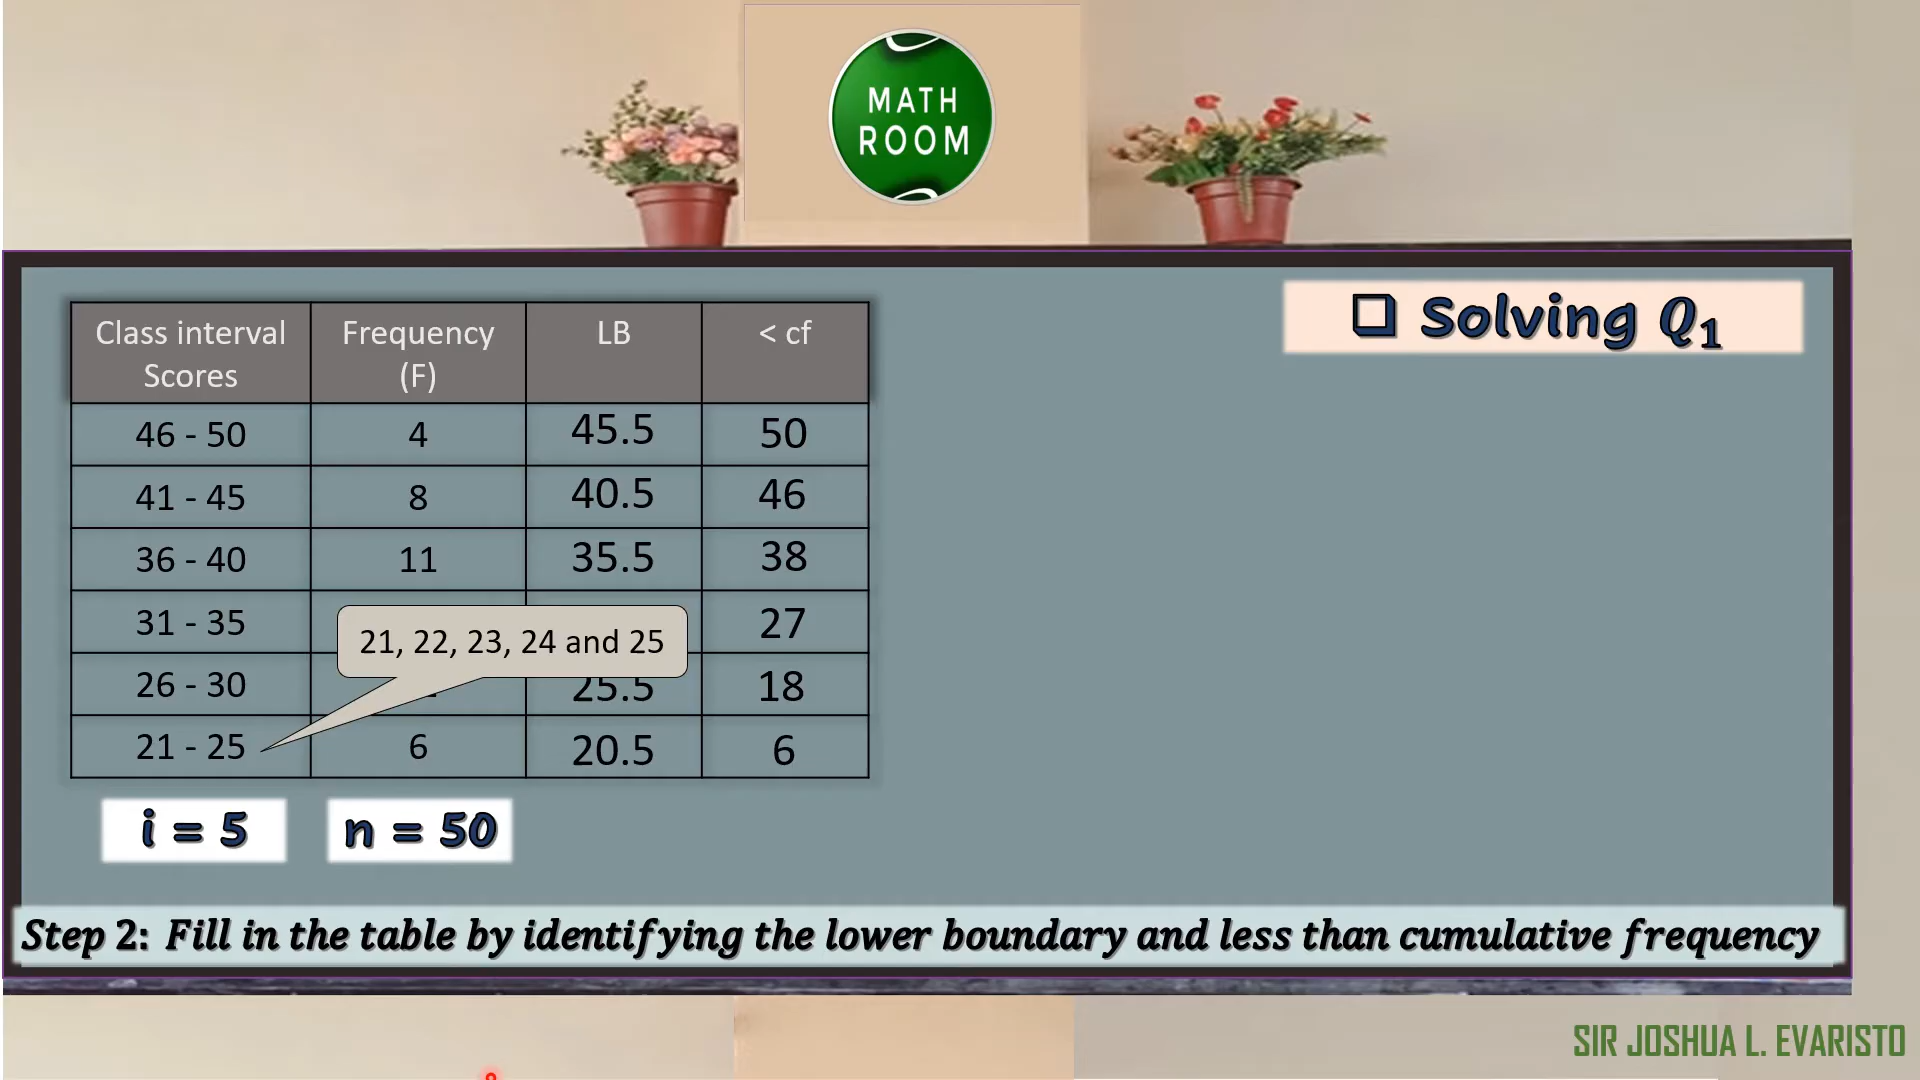 MATH
ROOM
❑ Solving Q₁
Class interval Scores Frequency (F) LB < cf
46 - 50 4 45.5 50
41 - 45 8 40.5 46
36 - 40 11 35.5 38
31 - 35 27
21, 22, 23, 24 and 25
26 - 30 25.5 18
21 - 25 6 20.5 6
i = 5 n = 50
Step 2: Fill in the table by identifying the lower boundary and less than cumulative frequency
SIR JOSHUA L. EVARISTO